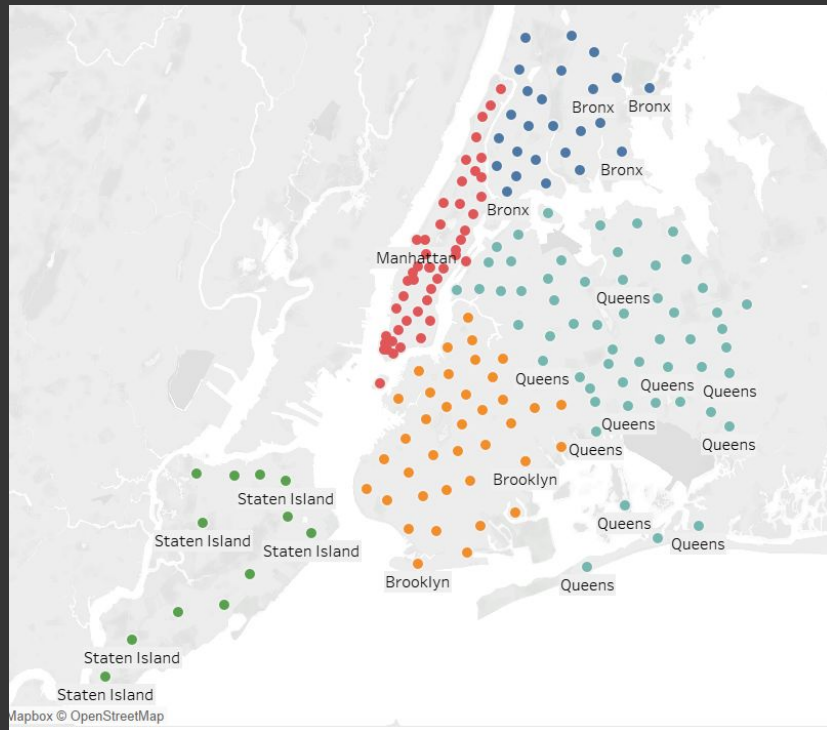 Bronx
Bronx
Bronx
Bronx
Manhattan
Queens
Queens
Queens
Queens
Queens
Queens
Queens
Brooklyn
Staten Island
Queens
Staten Island
Queens
Staten Island
Brooklyn
Queens
Staten Island
Staten Island
Mapbox © OpenStreetMap